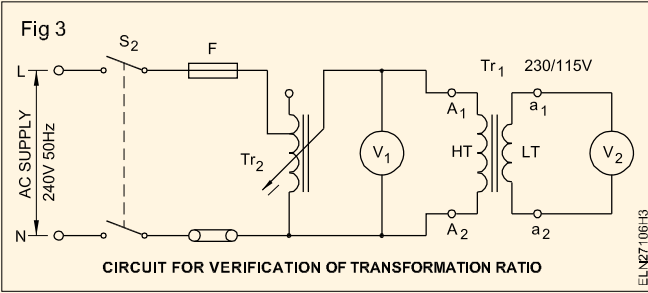 Fig 3
S2
F
L
Tr1 230/115V
A1
a1
AC SUPPLY
240V 50Hz
Tr2
V1
HT
LT
V2
N
A2
a2
CIRCUIT FOR VERIFICATION OF TRANSFORMATION RATIO
ELN27106H3